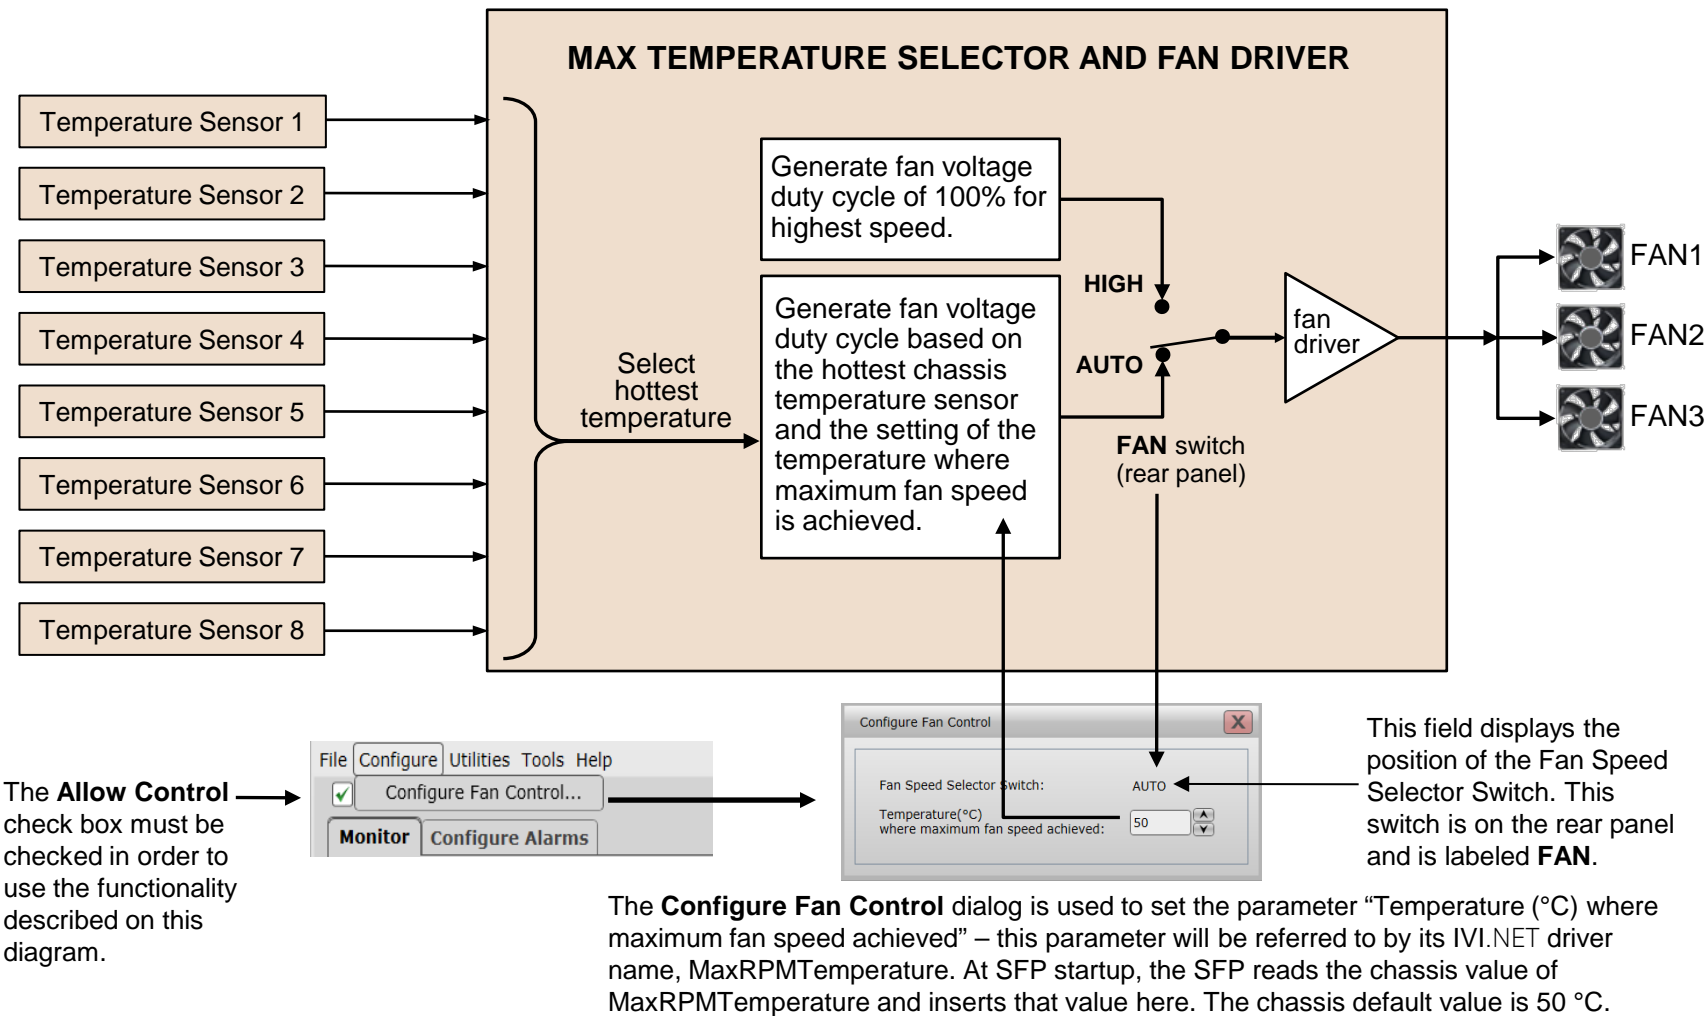 MAX TEMPERATURE SELECTOR AND FAN DRIVER
Temperature Sensor 1
Temperature Sensor 2
Temperature Sensor 3
Temperature Sensor 4
Temperature Sensor 5
Temperature Sensor 6
Temperature Sensor 7
Temperature Sensor 8
Select
hottest
temperature
Generate fan voltage
duty cycle of 100% for
highest speed.
Generate fan voltage
duty cycle based on
the hottest chassis
temperature sensor
and the setting of the
temperature where
maximum fan speed
is achieved.
HIGH
AUTO
FAN switch
(rear panel)
fan
driver
FAN1
FAN2
FAN3
The Allow Control
check box must be
checked in order to
use the functionality
described on this
diagram.
File Configure Utilities Tools Help
Configure Fan Control...
Monitor Configure Alarms
Configure Fan Control
X
Fan Speed Selector Switch: AUTO
Temperature(°C)
where maximum fan speed achieved: 50
This field displays the
position of the Fan Speed
Selector Switch. This
switch is on the rear panel
and is labeled FAN.
The Configure Fan Control dialog is used to set the parameter “Temperature (°C) where
maximum fan speed achieved” – this parameter will be referred to by its IVI.NET driver
name, MaxRPMTemperature. At SFP startup, the SFP reads the chassis value of
MaxRPMTemperature and inserts that value here. The chassis default value is 50 °C.